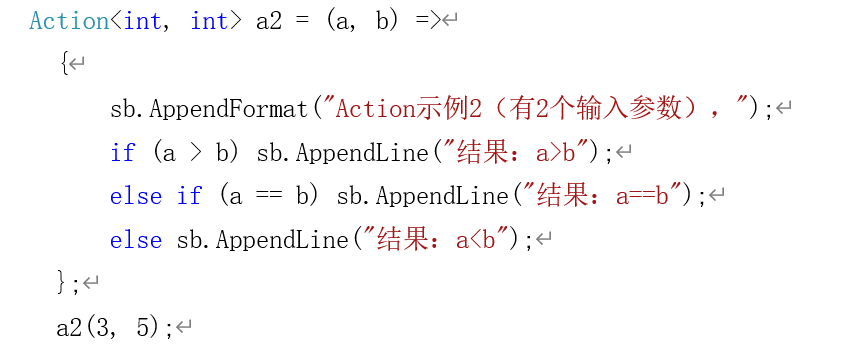 Action<int, int> a2 = (a, b) =>↵
{↵
sb.AppendFormat("Action示例2（有2个输入参数），");↵
if (a > b) sb.AppendLine("结果：a>b");↵
else if (a == b) sb.AppendLine("结果：a==b");↵
else sb.AppendLine("结果：a<b");↵
};↵
a2(3, 5);↵